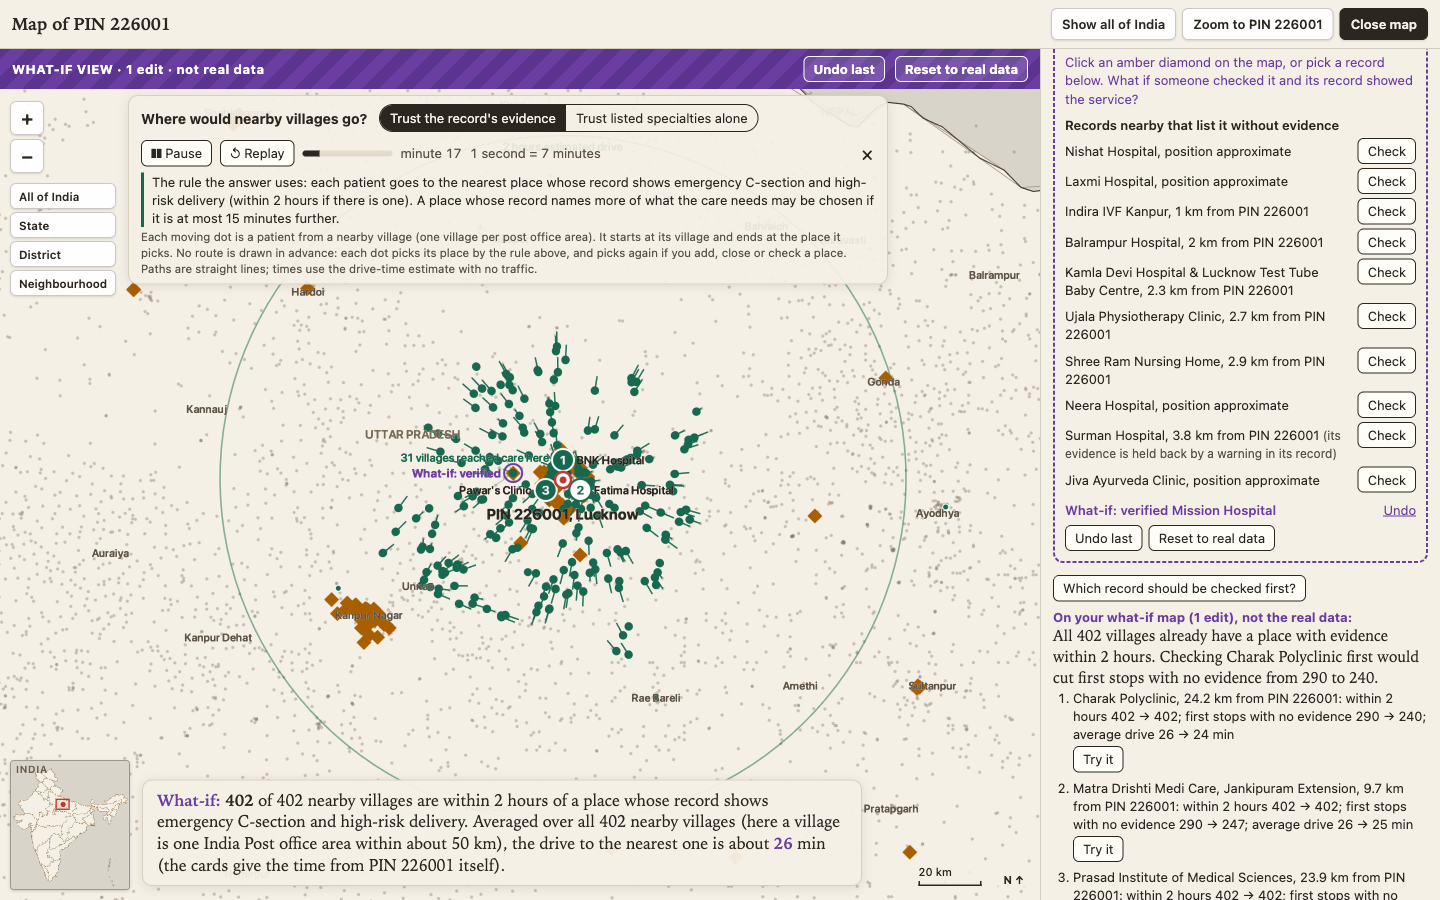 Map of PIN 226001
Show all of India
Zoom to PIN 226001
Close map
WHAT-IF VIEW · 1 edit · not real data
Undo last
Reset to real data
+
−
All of India
State
District
Neighbourhood
Where would nearby villages go?
Trust the record's evidence
Trust listed specialties alone
Pause
Replay
minute 17
1 second = 7 minutes
×
The rule the answer uses: each patient goes to the nearest place whose record shows emergency C-section and high-
risk delivery (within 2 hours if there is one). A place whose record names more of what the care needs may be chosen if
it is at most 15 minutes further.
Each moving dot is a patient from a nearby village (one village per post office area). It starts at its village and ends at the place it
picks. No route is drawn in advance: each dot picks its place by the rule above, and picks again if you add, close or check a place.
Paths are straight lines; times use the drive-time estimate with no traffic.
Balrampur
Hardoi
Gonda
Kannauj
UTTAR PRADESH
31 villages reached care here
1
BNK Hospital
What-if: verified
Pawar's Clinic
3
2
Fatima Hospital
PIN 226001, Lucknow
Ayodhya
Auraiya
Unnao
Kanpur Nagar
Kanpur Dehat
Rae Bareli
Amethi
Sultanpur
Pratapgarh
INDIA
What-if: 402 of 402 nearby villages are within 2 hours of a place whose record shows
emergency C-section and high-risk delivery. Averaged over all 402 nearby villages (here a village
is one India Post office area within about 50 km), the drive to the nearest one is about 26 min
(the cards give the time from PIN 226001 itself).
20 km
N ↑
Click an amber diamond on the map, or pick a record
below. What if someone checked it and its record showed
the service?
Records nearby that list it without evidence
Nishat Hospital, position approximate
Check
Laxmi Hospital, position approximate
Check
Indira IVF Kanpur, 1 km from PIN 226001
Check
Balrampur Hospital, 2 km from PIN 226001
Check
Kamla Devi Hospital & Lucknow Test Tube
Baby Centre, 2.3 km from PIN 226001
Check
Ujala Physiotherapy Clinic, 2.7 km from PIN
226001
Check
Shree Ram Nursing Home, 2.9 km from PIN
226001
Check
Neera Hospital, position approximate
Check
Surman Hospital, 3.8 km from PIN 226001 (its
evidence is held back by a warning in its record)
Check
Jiva Ayurveda Clinic, position approximate
Check
What-if: verified Mission Hospital
Undo
Undo last
Reset to real data
Which record should be checked first?
On your what-if map (1 edit), not the real data:
All 402 villages already have a place with evidence
within 2 hours. Checking Charak Polyclinic first would
cut first stops with no evidence from 290 to 240.
1. Charak Polyclinic, 24.2 km from PIN 226001: within 2
hours 402 → 402; first stops with no evidence 290 → 240;
average drive 26 → 24 min
Try it
2. Matra Drishti Medi Care, Jankipuram Extension, 9.7 km
from PIN 226001: within 2 hours 402 → 402; first stops
with no evidence 290 → 247; average drive 26 → 25 min
Try it
3. Prasad Institute of Medical Sciences, 23.9 km from PIN
226001: within 2 hours 402 → 402; first stops with no